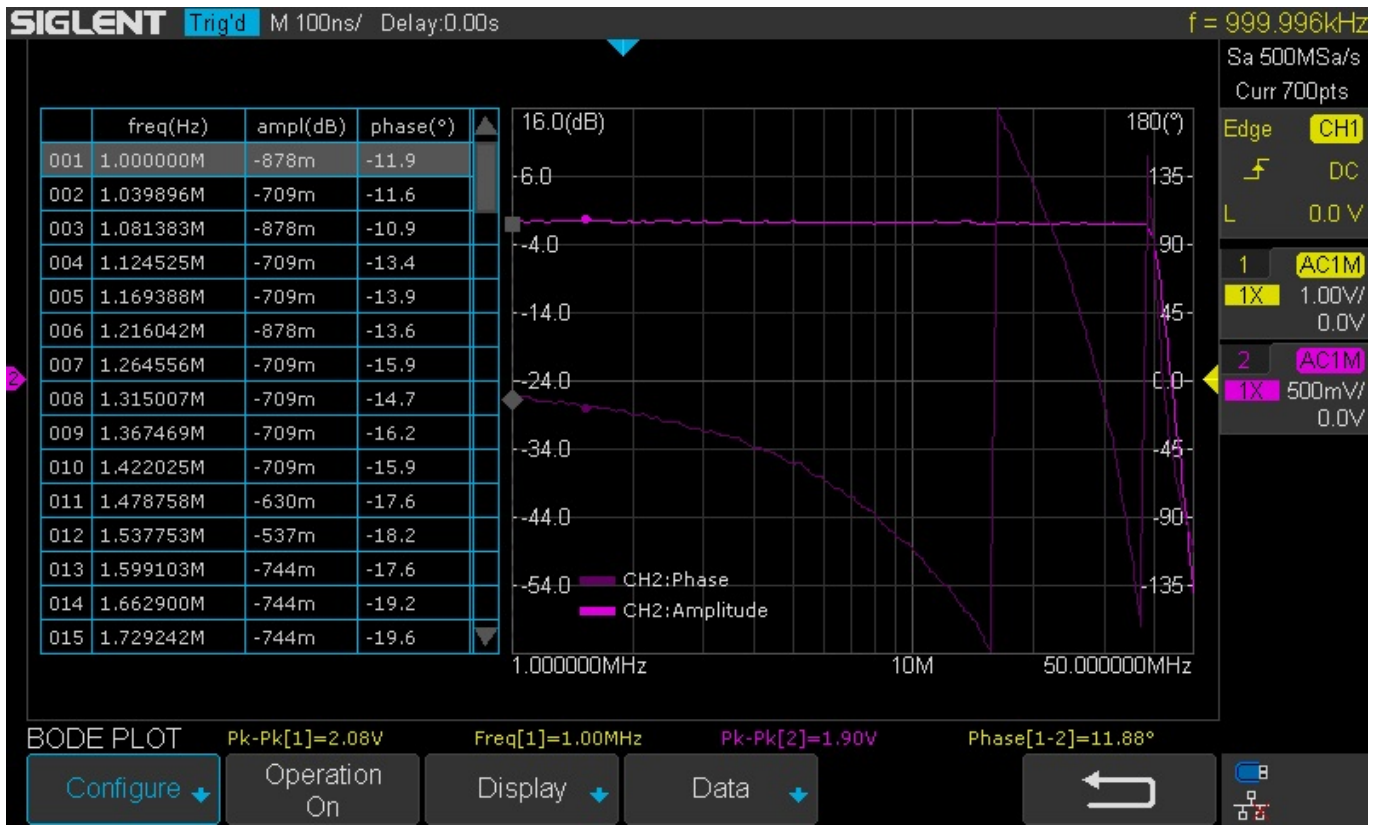 SIGLENT Trig'd M 100ns/ Delay:0.00s f = 999.996kHz
Sa 500MSa/s
Curr 700pts
Edge CH1
DC
L 0.0 V
1 AC1M
1X 1.00V/
0.0V
2 AC1M
1X 500mV/
0.0V
freq(Hz) ampl(dB) phase(°)
001 1.000000M -878m -11.9
002 1.039896M -709m -11.6
003 1.081383M -878m -10.9
004 1.124525M -709m -13.4
005 1.169388M -709m -13.9
006 1.216042M -878m -13.6
007 1.264556M -709m -15.9
008 1.315007M -709m -14.7
009 1.367469M -709m -16.2
010 1.422025M -709m -15.9
011 1.478758M -630m -17.6
012 1.537753M -537m -18.2
013 1.599103M -744m -17.6
014 1.662900M -744m -19.2
015 1.729242M -744m -19.6
16.0(dB) 180(°)
6.0 135
-4.0 90
-14.0 45
-24.0 0.0
-34.0 -45
-44.0 -90
-54.0 -135
CH2:Phase
CH2:Amplitude
1.000000MHz 10M 50.000000MHz
2
BODE PLOT Pk-Pk[1]=2.08V Freq[1]=1.00MHz Pk-Pk[2]=1.90V Phase[1-2]=11.88°
Configure
Operation
On
Display
Data